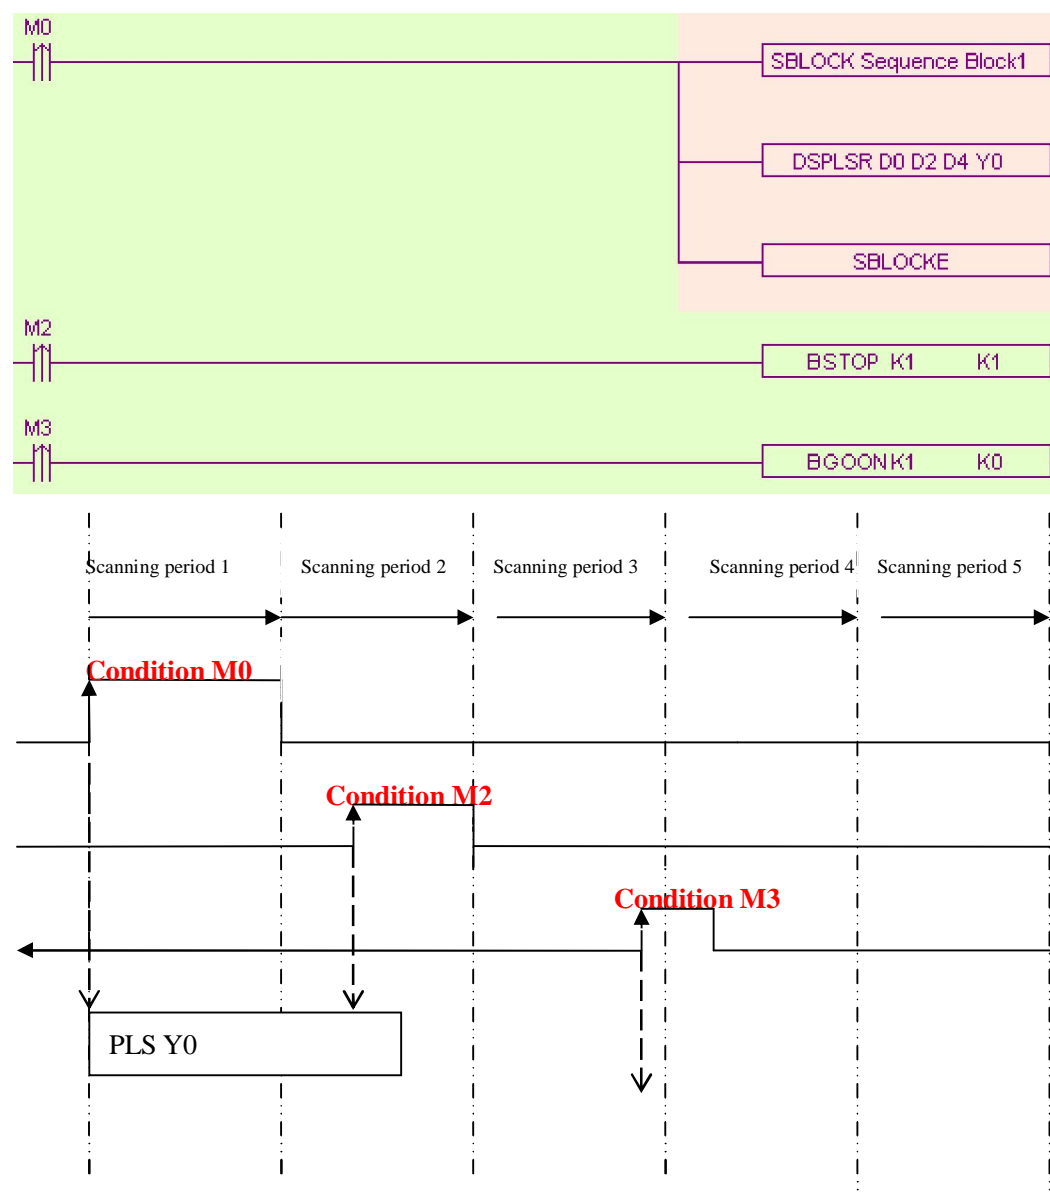 M0
SBLOCK Sequence Block1
DSPLSR D0 D2 D4 Y0
SBLOCKE
M2
BSTOP K1 K1
M3
BGOONK1 K0
Scanning period 1 Scanning period 2 Scanning period 3 Scanning period 4 Scanning period 5
Condition M0
Condition M2
Condition M3
PLS Y0